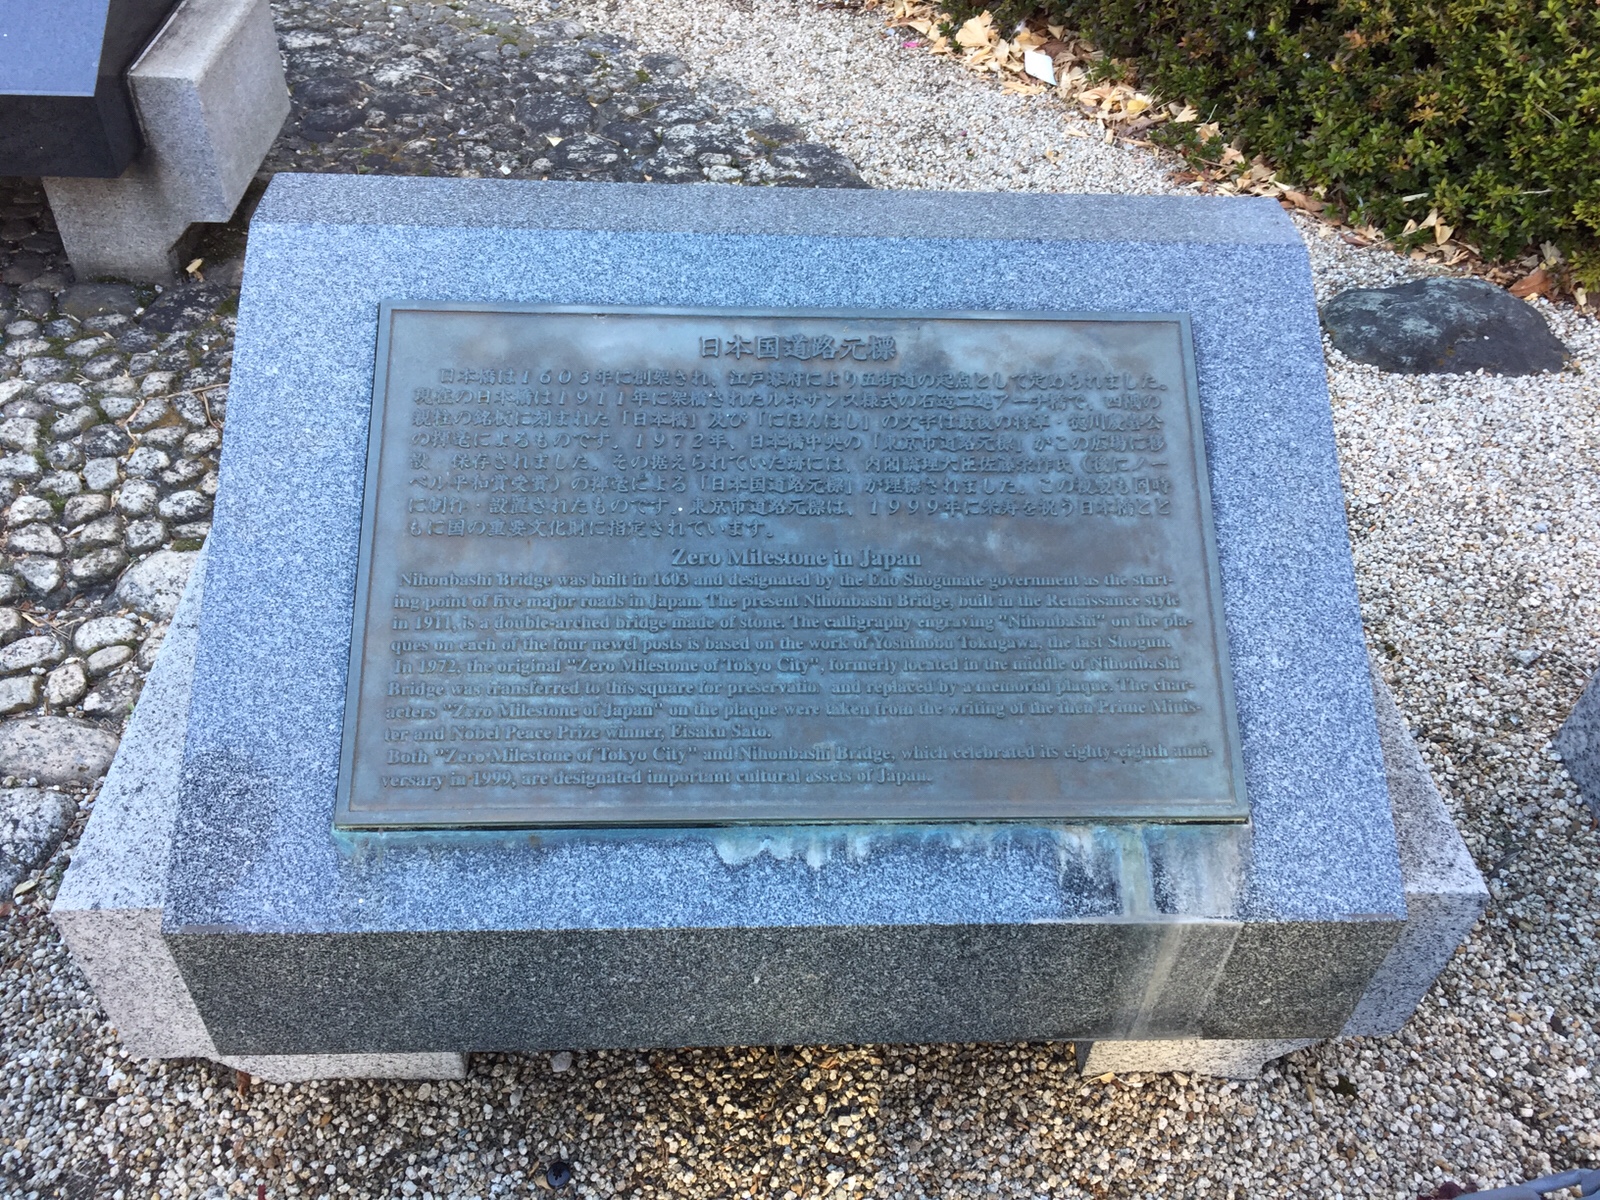 日本国道路元標
日本橋は1603年に創架され、江戸幕府により五街道の起点として定められました。
現在の日本橋は1911年に架橋されたルネサンス様式の石造二連アーチ橋で、四隅の
親柱の銘板に刻まれた「日本橋」及び「にほんばし」の文字は最後の将軍・徳川慶喜公
の揮毫によるものです。1972年、日本橋中央の「東京市道路元標」がこの広場に移
設・保存されました。その据えられていた跡には、内閣総理大臣佐藤栄作氏(後にノー
ベル平和賞受賞)の揮毫による「日本国道路元標」が埋標されました。この複製も同時
に制作・設置されたものです。東京市道路元標は、1999年に米寿を祝う日本橋とと
もに国の重要文化財に指定されています。
Zero Milestone in Japan
Nihonbashi Bridge was built in 1603 and designated by the Edo Shogunate government as the start-
ing point of five major roads in Japan. The present Nihonbashi Bridge, built in the Renaissance style
in 1911, is a double-arched bridge made of stone. The calligraphy engraving "Nihonbashi" on the pla-
ques on each of the four newel posts is based on the work of Yoshinobu Tokugawa, the last Shogun.
In 1972, the original "Zero Milestone of Tokyo City", formerly located in the middle of Nihonbashi
Bridge was transferred to this square for preservation and replaced by a memorial plaque. The char-
acters "Zero Milestone of Japan" on the plaque were taken from the writing of the then Prime Minis-
ter and Nobel Peace Prize winner, Eisaku Sato.
Both "Zero Milestone of Tokyo City" and Nihonbashi Bridge, which celebrated its eighty-eighth anni-
versary in 1999, are designated important cultural assets of Japan.